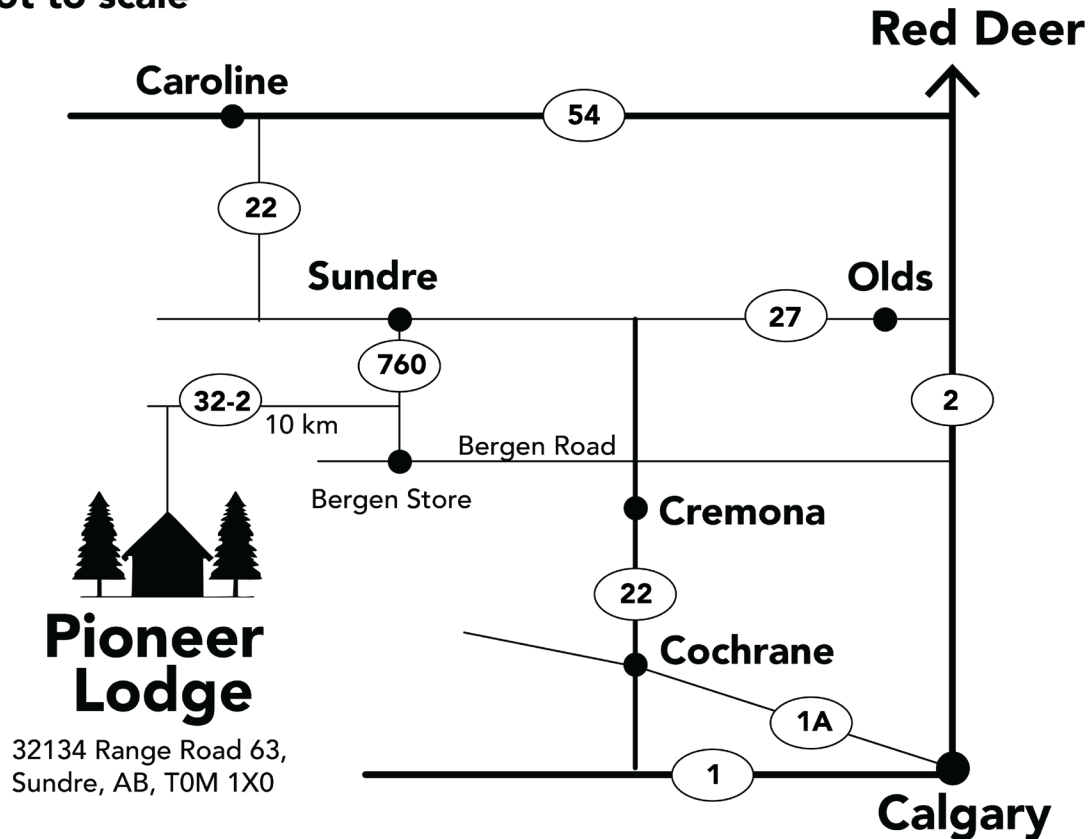 to scale
Red Deer
Caroline
54
22
Sundre
Olds
27
760
32-2
2
10 km
Bergen Road
Bergen Store
Cremona
22
Cochrane
Pioneer
Lodge
1A
32134 Range Road 63,
Sundre, AB, T0M 1X0
1
Calgary